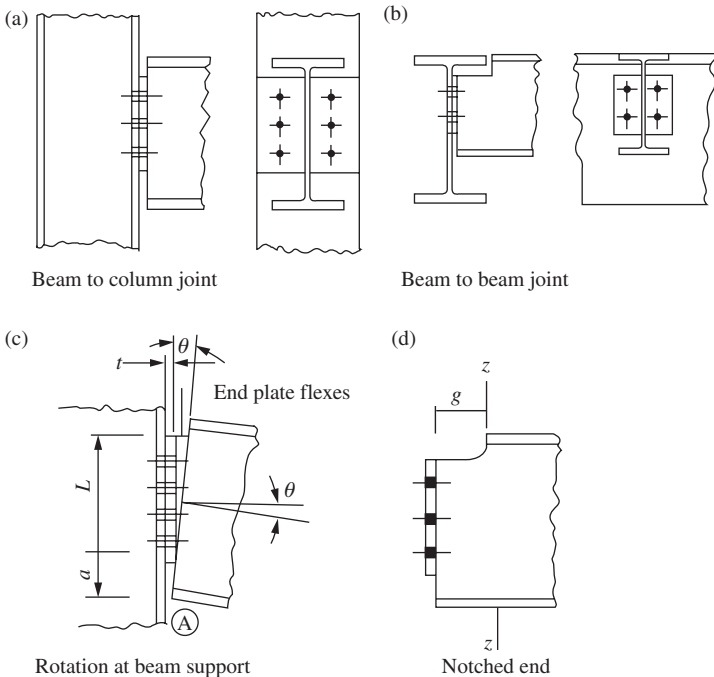 (a)
(b)
Beam to column joint
Beam to beam joint
(c)
θ
t
End plate flexes
L
θ
a
A
Rotation at beam support
(d)
z
g
z
Notched end